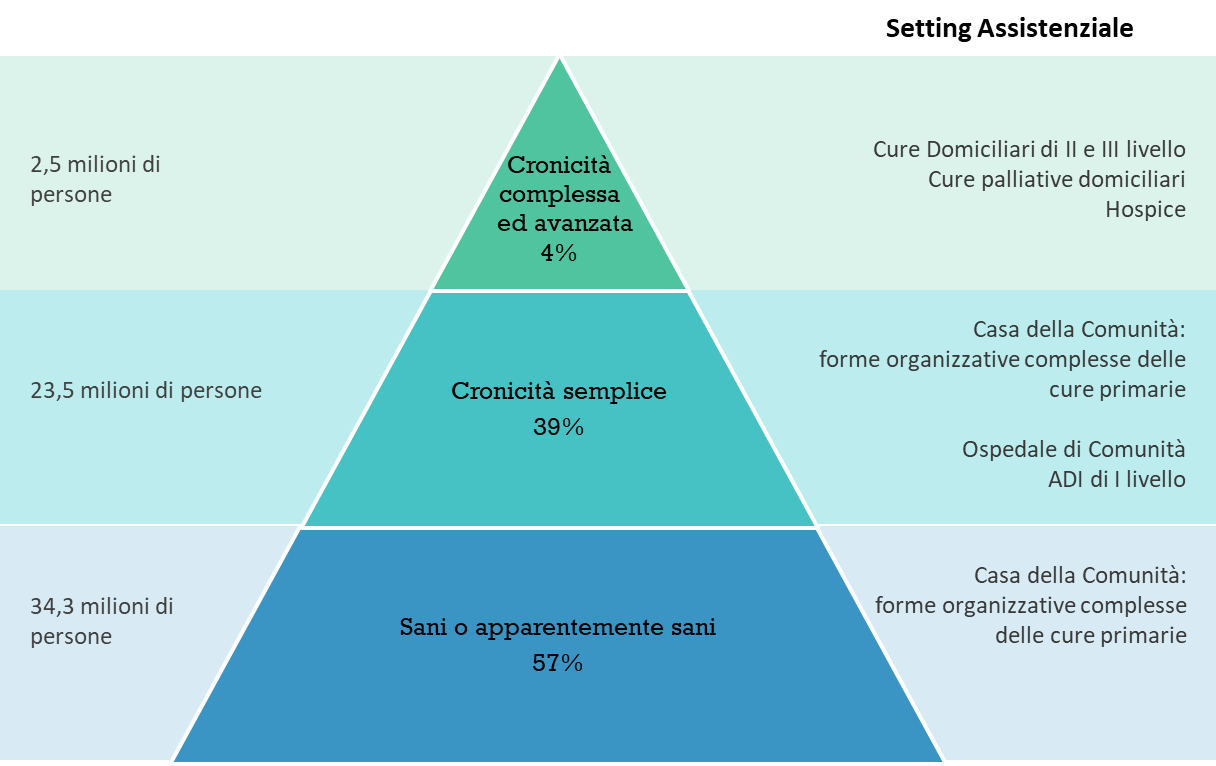 Setting Assistenziale
2,5 milioni di
persone
Cronicità
complessa
ed avanzata
4%
Cure Domiciliari di II e III livello
Cure palliative domiciliari
Hospice
23,5 milioni di persone
Cronicità semplice
39%
Casa della Comunità:
forme organizzative complesse delle
cure primarie
Ospedale di Comunità
ADI di I livello
34,3 milioni di
persone
Sani o apparentemente sani
57%
Casa della Comunità:
forme organizzative complesse
delle cure primarie